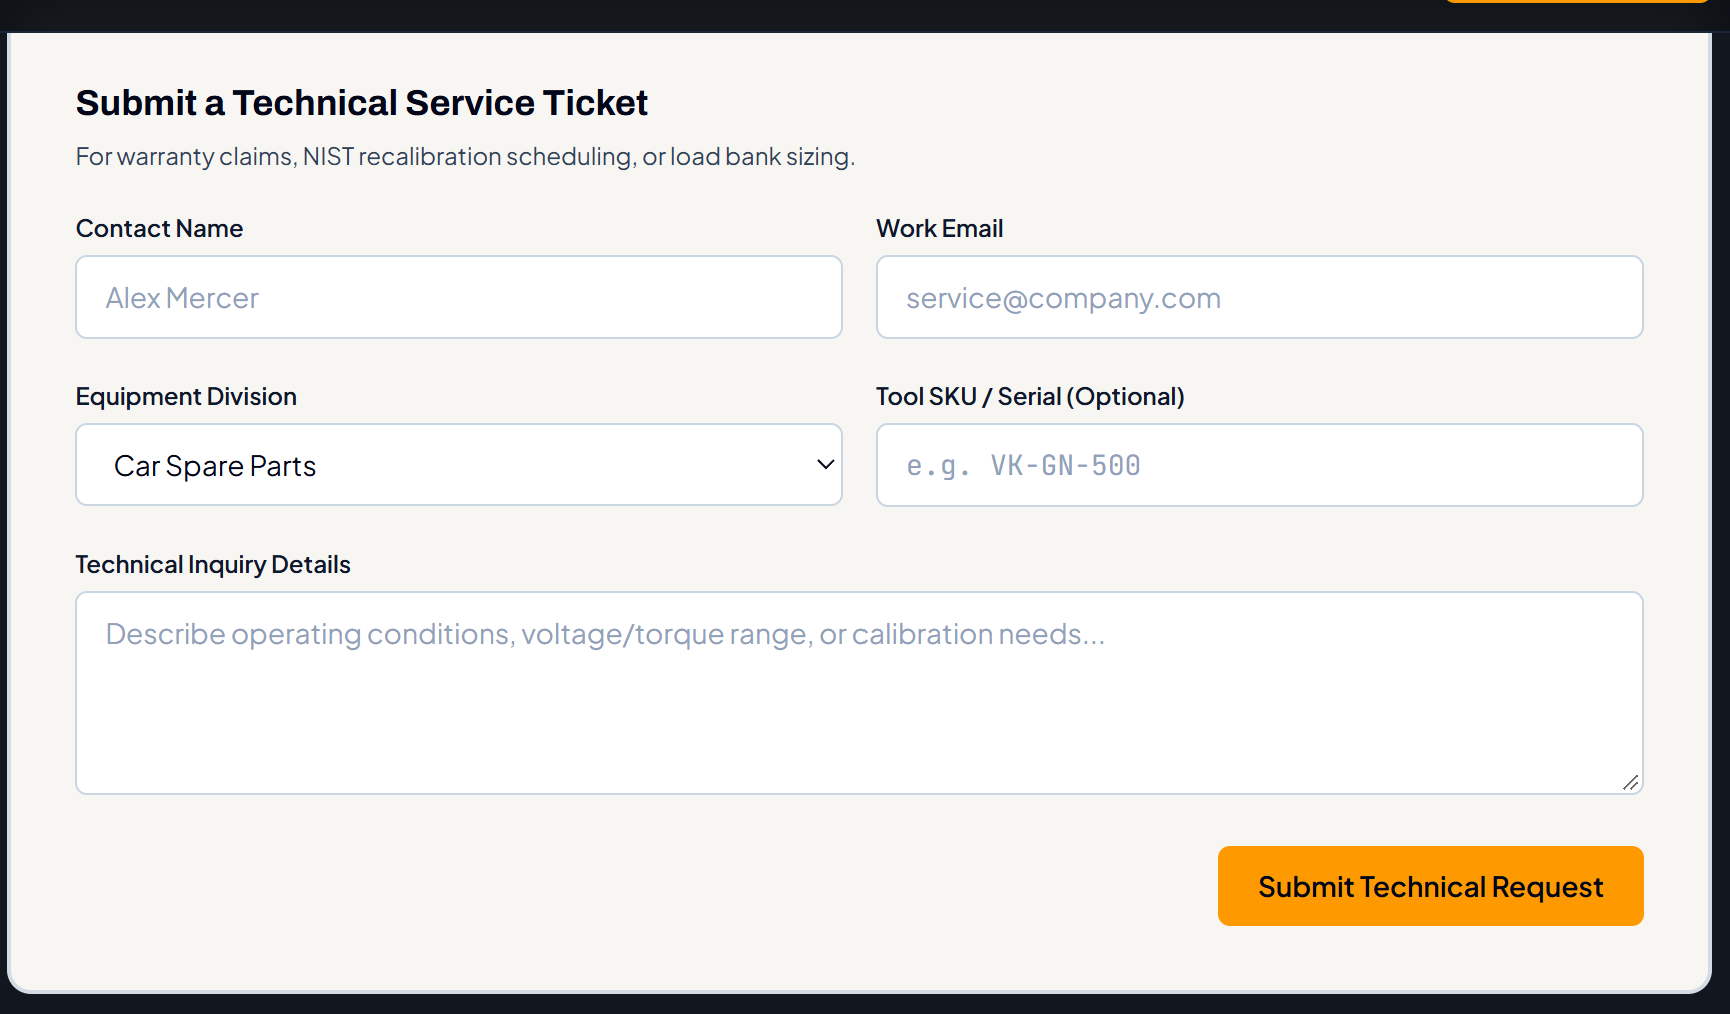 Submit a Technical Service Ticket
For warranty claims, NIST recalibration scheduling, or load bank sizing.
Contact Name
Alex Mercer
Work Email
service@company.com
Equipment Division
Car Spare Parts
Tool SKU / Serial (Optional)
e.g. VK-GN-500
Technical Inquiry Details
Describe operating conditions, voltage/torque range, or calibration needs...
Submit Technical Request